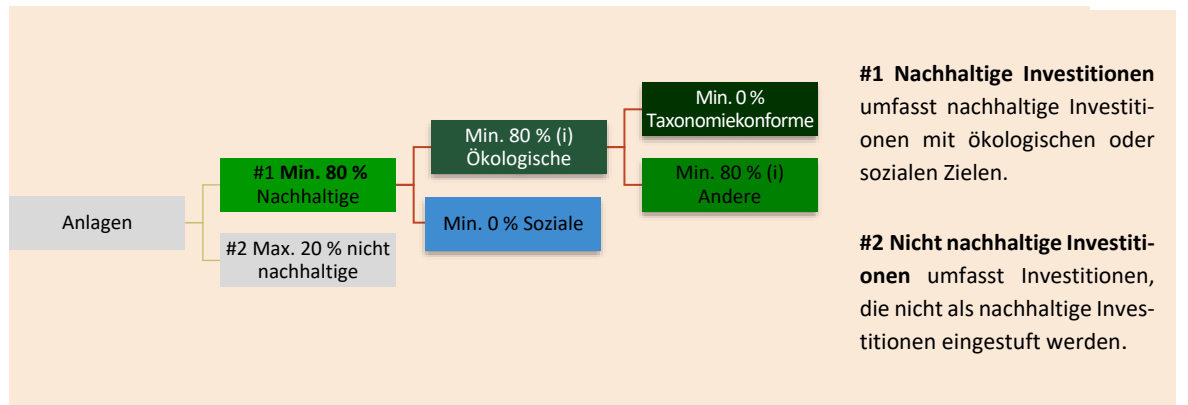 Anlagen
#1 Min. 80 %
Nachhaltige
#2 Max. 20 % nicht
nachhaltige
Min. 80 % (i)
Ökologische
Min. 0 % Soziale
Min. 0 %
Taxonomiekonforme
Min. 80 % (i)
Andere
#1 Nachhaltige Investitionen
umfasst nachhaltige Investiti-
onen mit ökologischen oder
sozialen Zielen.
#2 Nicht nachhaltige Investiti-
onen umfasst Investitionen,
die nicht als nachhaltige Inves-
titionen eingestuft werden.